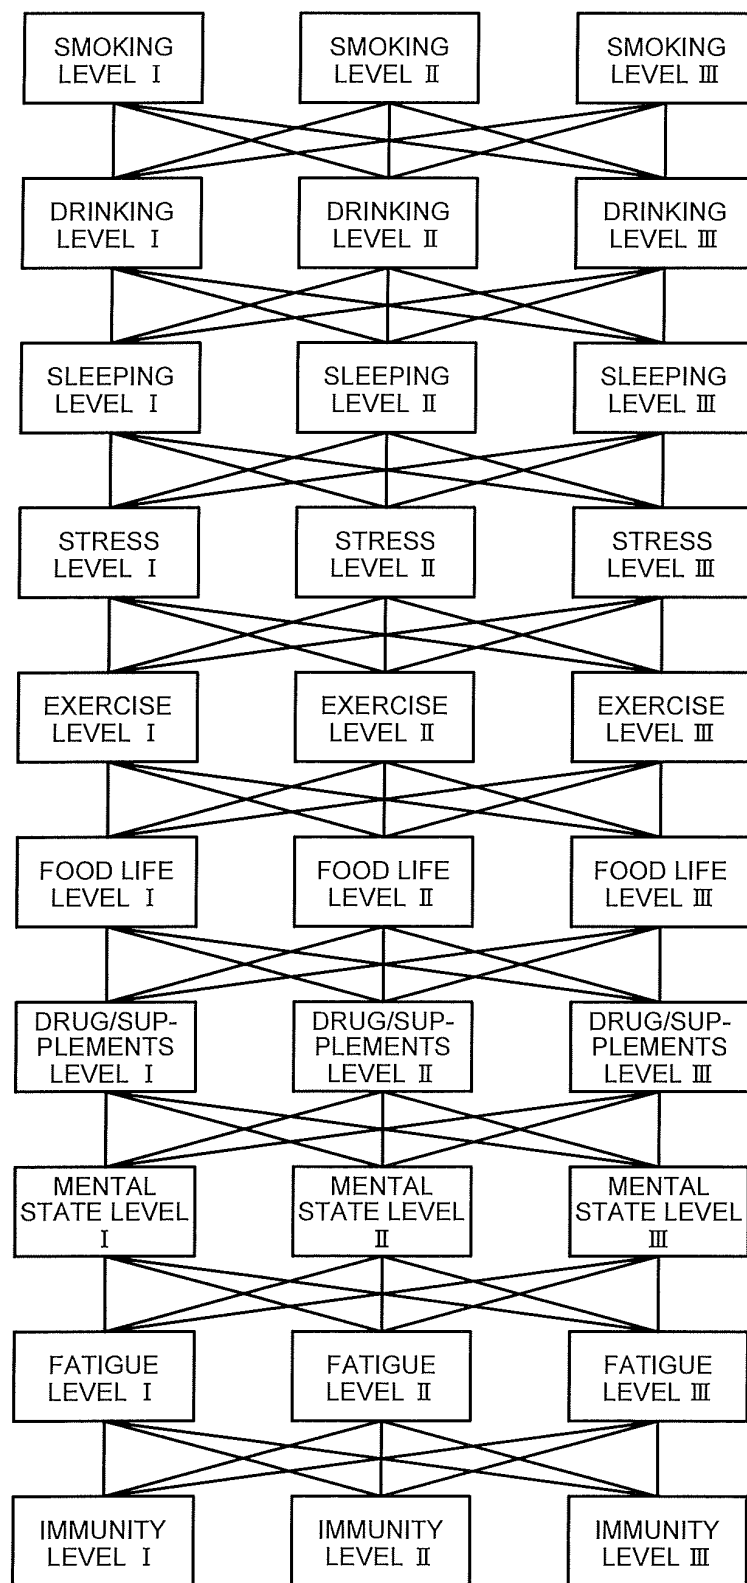 SMOKING
LEVEL Ⅰ
SMOKING
LEVEL Ⅱ
SMOKING
LEVEL Ⅲ
DRINKING
LEVEL Ⅰ
DRINKING
LEVEL Ⅱ
DRINKING
LEVEL Ⅲ
SLEEPING
LEVEL Ⅰ
SLEEPING
LEVEL Ⅱ
SLEEPING
LEVEL Ⅲ
STRESS
LEVEL Ⅰ
STRESS
LEVEL Ⅱ
STRESS
LEVEL Ⅲ
EXERCISE
LEVEL Ⅰ
EXERCISE
LEVEL Ⅱ
EXERCISE
LEVEL Ⅲ
FOOD LIFE
LEVEL Ⅰ
FOOD LIFE
LEVEL Ⅱ
FOOD LIFE
LEVEL Ⅲ
DRUG/SUP-
PLEMENTS
LEVEL Ⅰ
DRUG/SUP-
PLEMENTS
LEVEL Ⅱ
DRUG/SUP-
PLEMENTS
LEVEL Ⅲ
MENTAL
STATE LEVEL
Ⅰ
MENTAL
STATE LEVEL
Ⅱ
MENTAL
STATE LEVEL
Ⅲ
FATIGUE
LEVEL Ⅰ
FATIGUE
LEVEL Ⅱ
FATIGUE
LEVEL Ⅲ
IMMUNITY
LEVEL Ⅰ
IMMUNITY
LEVEL Ⅱ
IMMUNITY
LEVEL Ⅲ